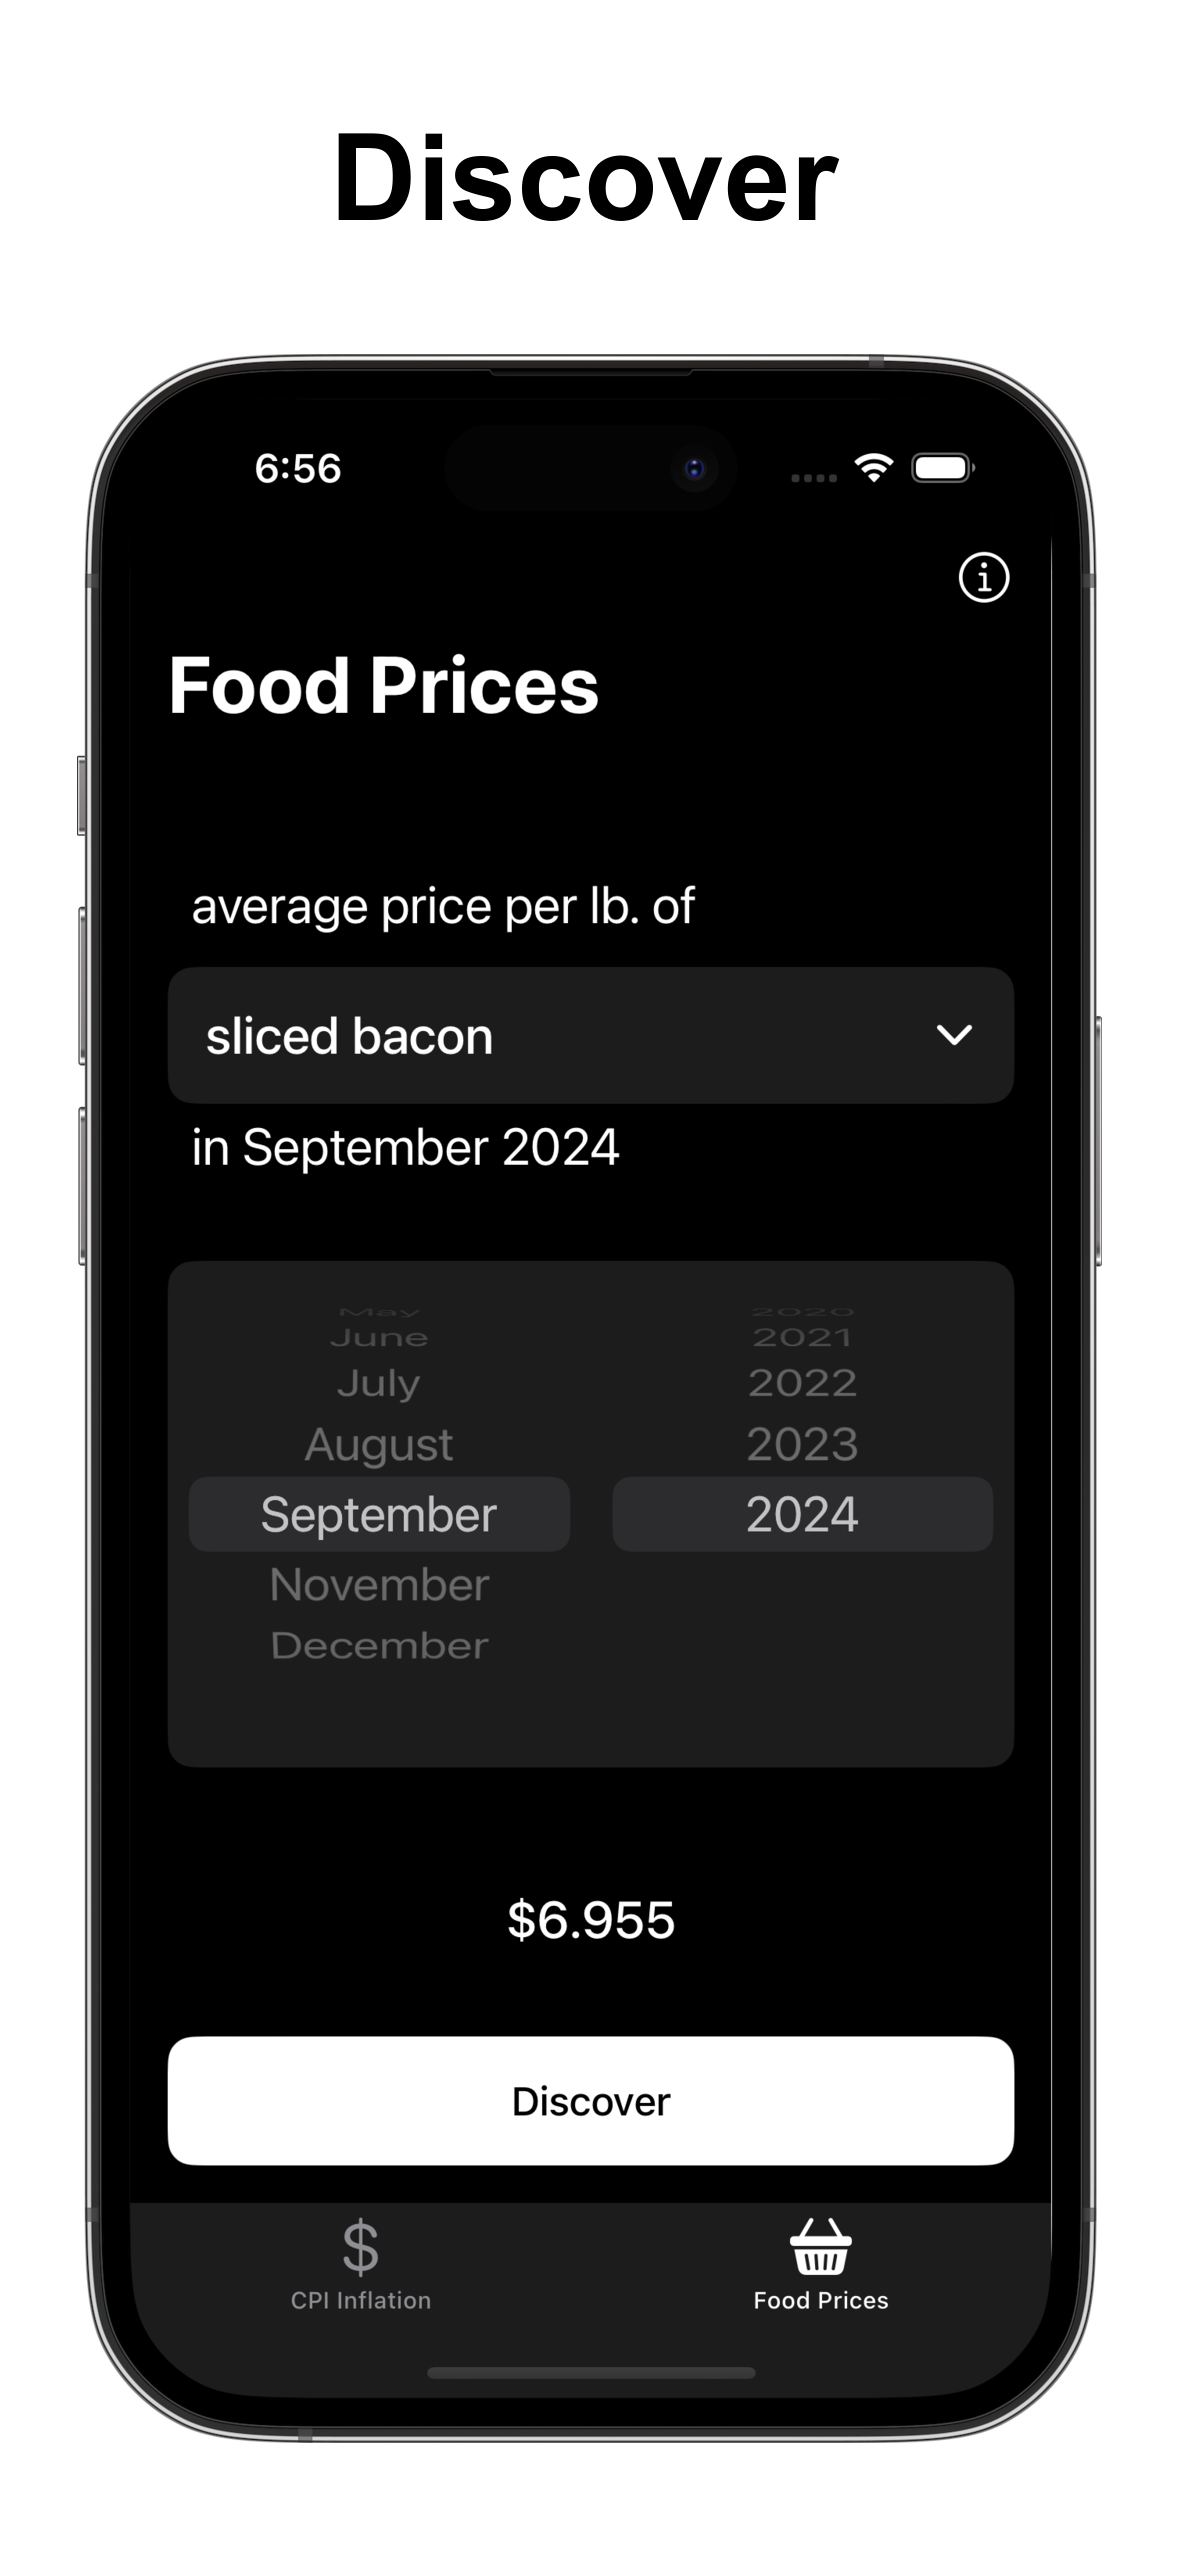 Discover
6:56
Food Prices
average price per lb. of
sliced bacon
in September 2024
May 2020
June 2021
July 2022
August 2023
September 2024
November
December
$6.955
Discover
$
CPI Inflation Food Prices